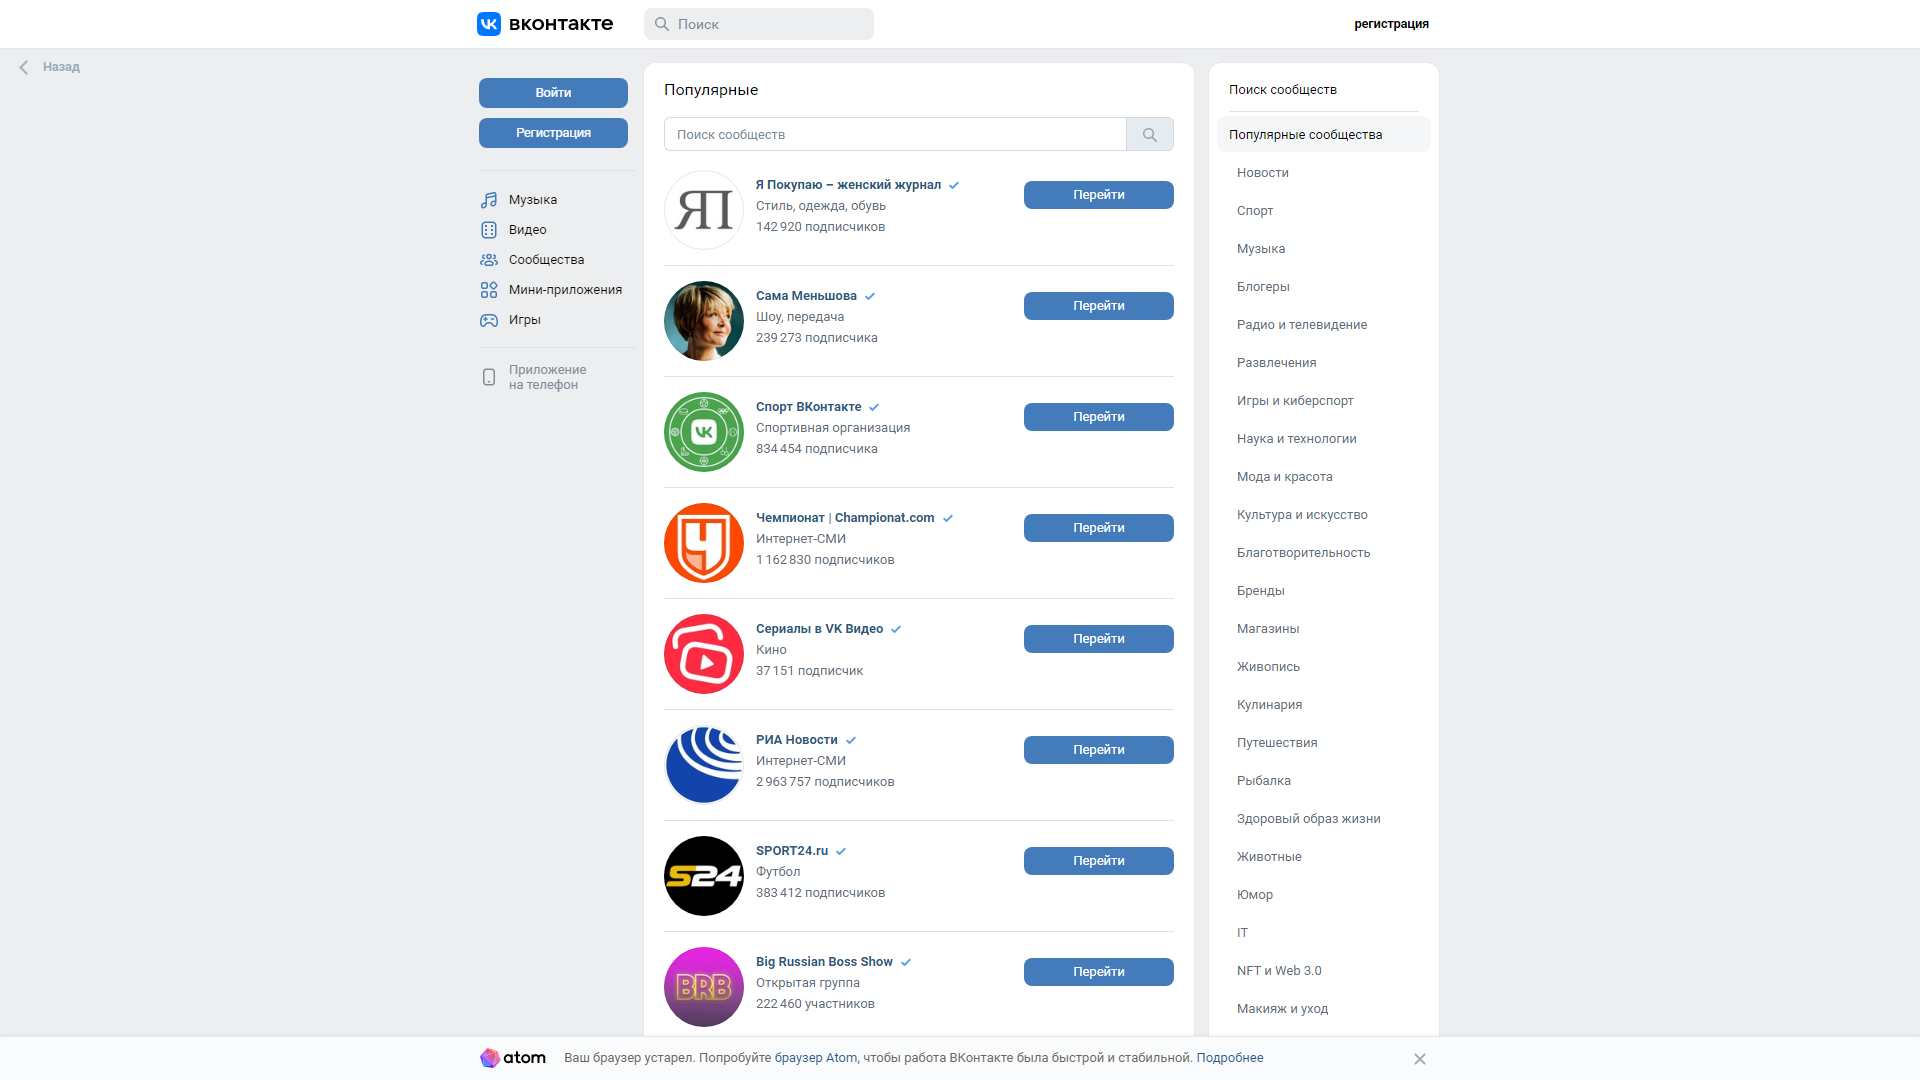 вконтакте
Поиск
регистрация
Назад
Войти
Регистрация
Музыка
Видео
Сообщества
Мини-приложения
Игры
Приложение
на телефон
Популярные
Поиск сообществ
ЯП
Я Покупаю – женский журнал
Стиль, одежда, обувь
142 920 подписчиков
Перейти
Сама Меньшова
Шоу, передача
239 273 подписчика
Перейти
Спорт ВКонтакте
Спортивная организация
834 454 подписчика
Перейти
Ч
Чемпионат | Championat.com
Интернет-СМИ
1 162 830 подписчиков
Перейти
Сериалы в VK Видео
Кино
37 151 подписчик
Перейти
РИА Новости
Интернет-СМИ
2 963 757 подписчиков
Перейти
S24
SPORT24.ru
Футбол
383 412 подписчиков
Перейти
BRB
Big Russian Boss Show
Открытая группа
222 460 участников
Перейти
Поиск сообществ
Популярные сообщества
Новости
Спорт
Музыка
Блогеры
Радио и телевидение
Развлечения
Игры и киберспорт
Наука и технологии
Мода и красота
Культура и искусство
Благотворительность
Бренды
Магазины
Живопись
Кулинария
Путешествия
Рыбалка
Здоровый образ жизни
Животные
Юмор
IT
NFT и Web 3.0
Макияж и уход
atom
Ваш браузер устарел. Попробуйте браузер Atom, чтобы работа ВКонтакте была быстрой и стабильной. Подробнее